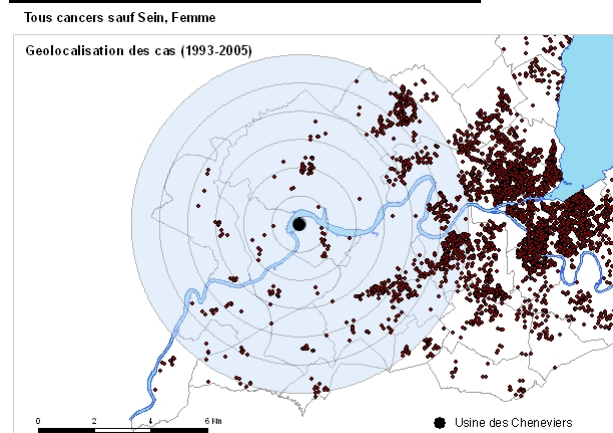 Tous cancers sauf Sein, Femme
Geolocalisation des cas (1993-2005)
0 2 4 6 Km
Usine des Cheneviers